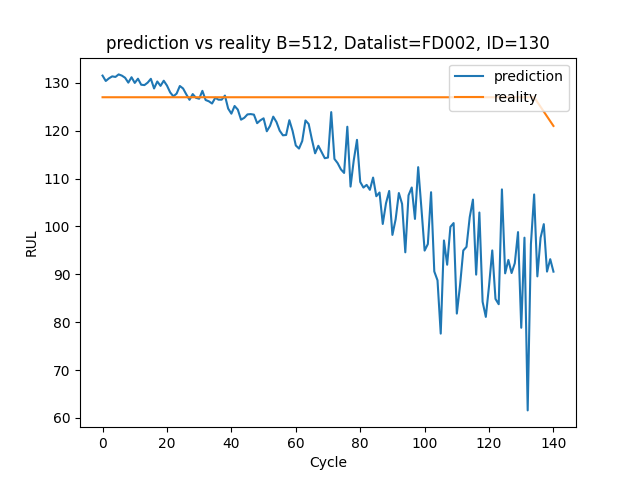 prediction vs reality B=512, Datalist=FD002, ID=130
prediction
reality
130
120
110
100
90
80
70
60
RUL
0 20 40 60 80 100 120 140
Cycle